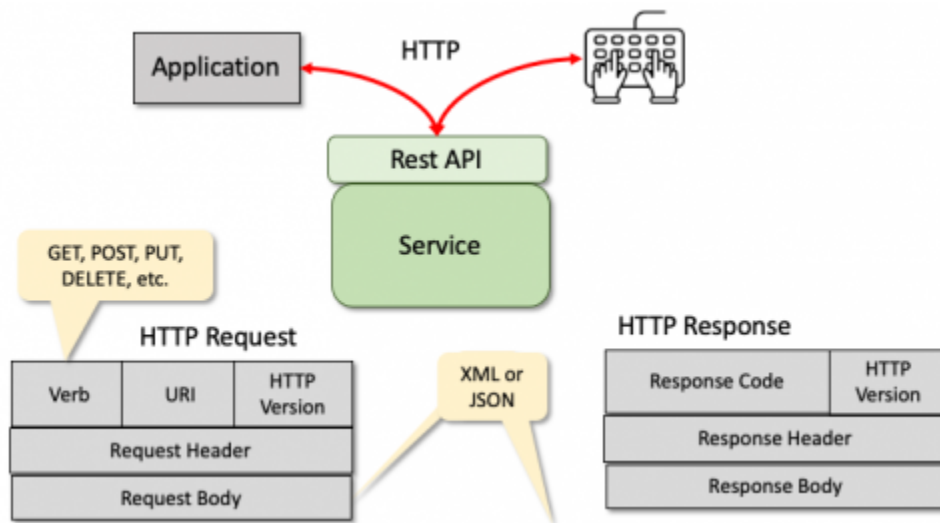 HTTP
Application
Rest API
Service
GET, POST, PUT,
DELETE, etc.
HTTP Request
Verb
URI
HTTP
Version
Request Header
Request Body
XML or
JSON
HTTP Response
Response Code
HTTP
Version
Response Header
Response Body